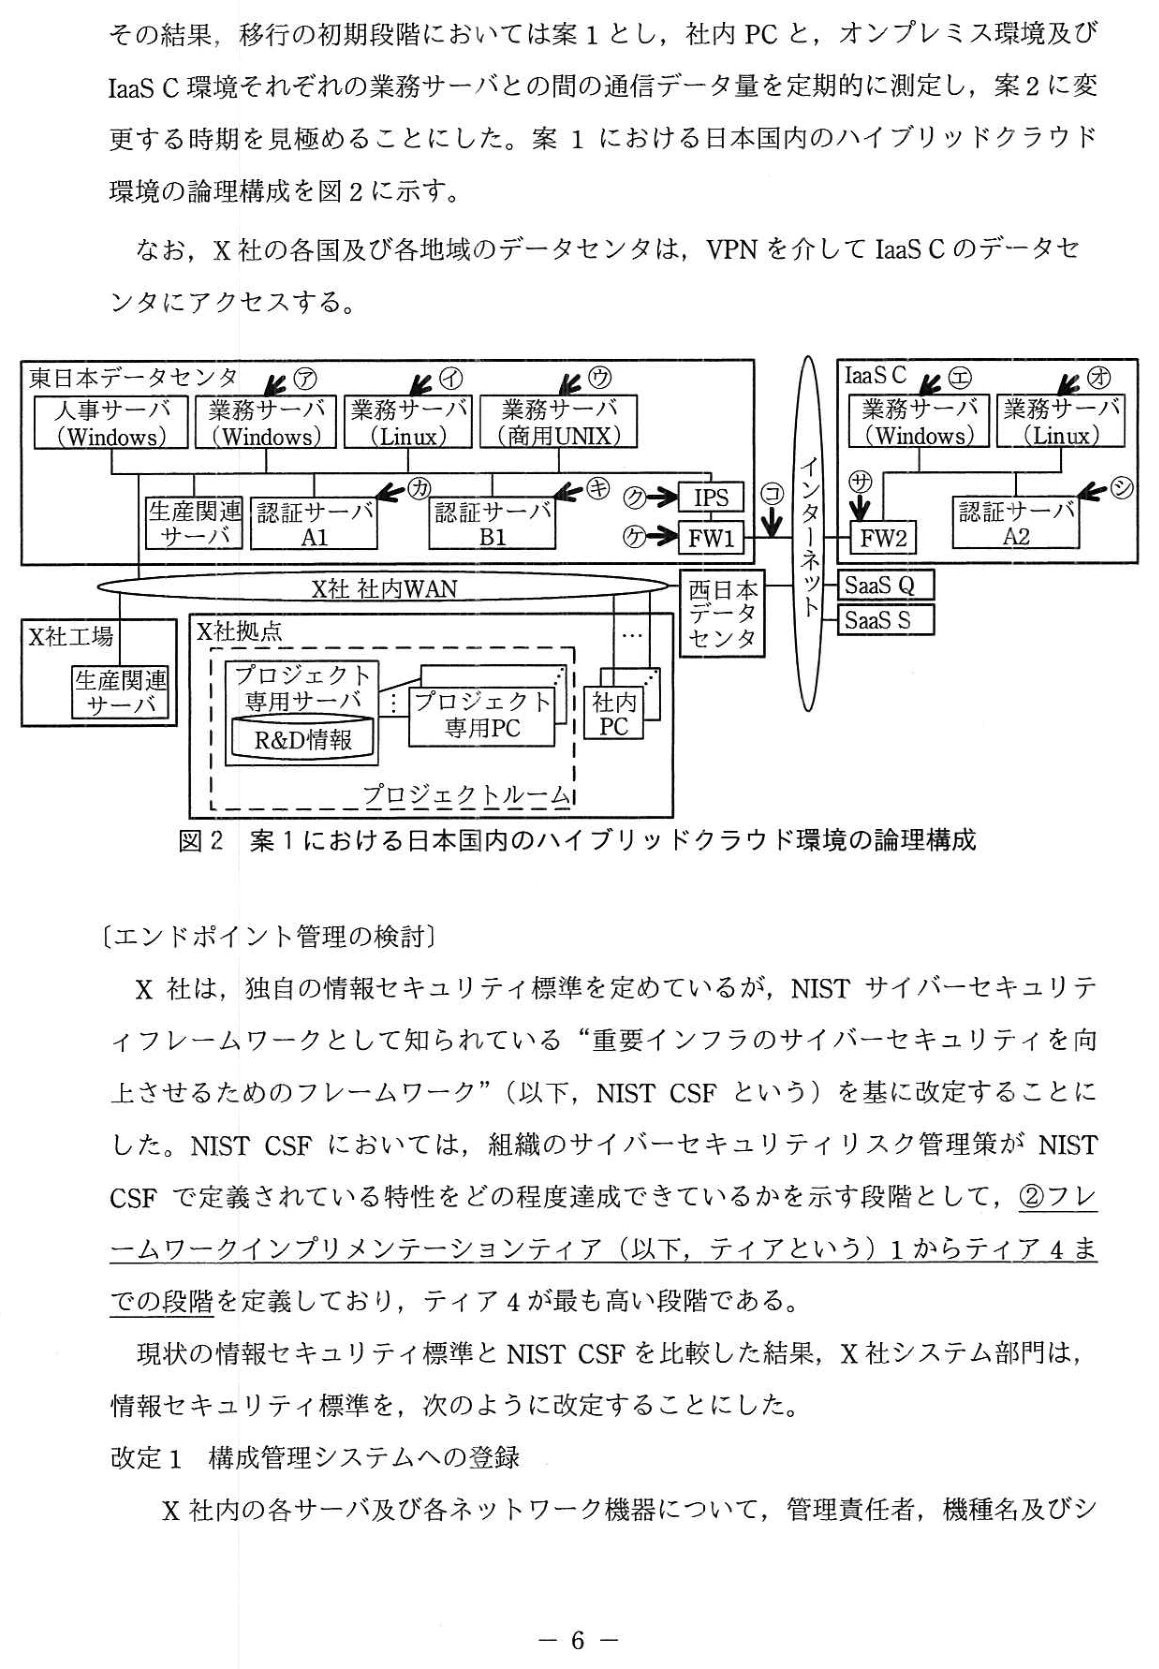 その結果，移行の初期段階においては案1とし，社内PCと，オンプレミス環境及び
IaaS C環境それぞれの業務サーバとの間の通信データ量を定期的に測定し，案2に変
更する時期を見極めることにした。案1における日本国内のハイブリッドクラウド
環境の論理構成を図2に示す。
なお，X社の各国及び各地域のデータセンタは，VPNを介してIaaS Cのデータセ
ンタにアクセスする。
東日本データセンタ
㋐
㋑
㋒
人事サーバ
（Windows）
業務サーバ
（Windows）
業務サーバ
（Linux）
業務サーバ
（商用UNIX）
生産関連
サーバ
認証サーバ
A1
㋕
認証サーバ
B1
㋖
㋗
IPS
㋘
FW1
㋙
インターネット
IaaS C
㋓
㋔
業務サーバ
（Windows）
業務サーバ
（Linux）
㋚
FW2
認証サーバ
A2
㋛
X社 社内WAN
西日本
データ
センタ
SaaS Q
SaaS S
X社工場
生産関連
サーバ
X社拠点
プロジェクト
専用サーバ
R&D情報
⋮
プロジェクト
専用PC
プロジェクトルーム
…
社内
PC
図2　案1における日本国内のハイブリッドクラウド環境の論理構成
〔エンドポイント管理の検討〕
X社は，独自の情報セキュリティ標準を定めているが，NISTサイバーセキュリテ
ィフレームワークとして知られている“重要インフラのサイバーセキュリティを向
上させるためのフレームワーク”（以下，NIST CSFという）を基に改定することに
した。NIST CSFにおいては，組織のサイバーセキュリティリスク管理策がNIST
CSFで定義されている特性をどの程度達成できているかを示す段階として，②フレ
ームワークインプリメンテーションティア（以下，ティアという）1からティア4ま
での段階を定義しており，ティア4が最も高い段階である。
現状の情報セキュリティ標準とNIST CSFを比較した結果，X社システム部門は，
情報セキュリティ標準を，次のように改定することにした。
改定1　構成管理システムへの登録
X社内の各サーバ及び各ネットワーク機器について，管理責任者，機種名及びシ
－ 6 －